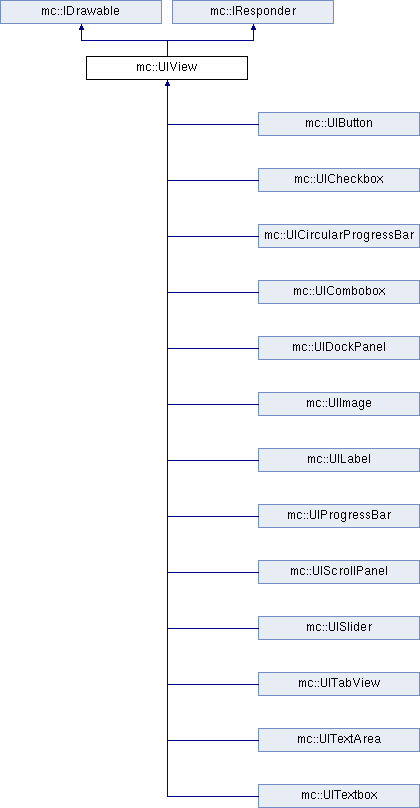 mc::IDrawable
mc::IResponder
mc::UIView
mc::UIButton
mc::UICheckbox
mc::UICircularProgressBar
mc::UICombobox
mc::UIDockPanel
mc::UIImage
mc::UILabel
mc::UIProgressBar
mc::UIScrollPanel
mc::UISlider
mc::UITabView
mc::UITextArea
mc::UITextbox